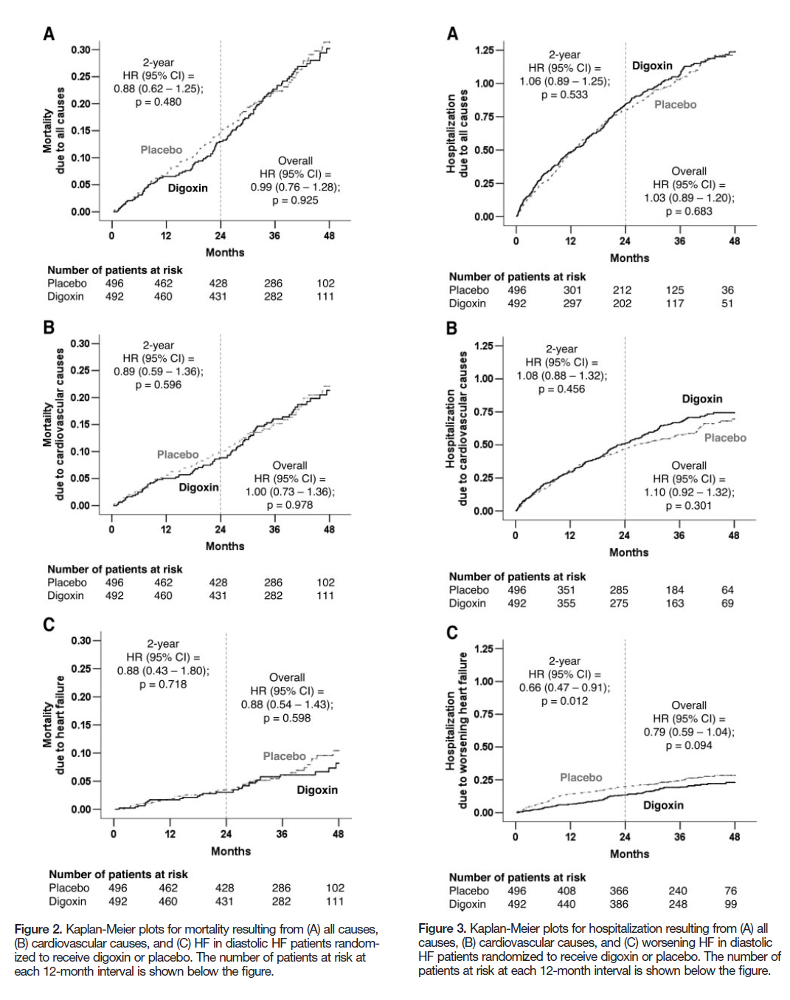 A
Mortality
due to all causes
0.30
0.25
0.20
0.15
0.10
0.05
0.00
2-year
HR (95% CI) =
0.88 (0.62 – 1.25);
p = 0.480
Placebo
Digoxin
Overall
HR (95% CI) =
0.99 (0.76 – 1.28);
p = 0.925
0 12 24 36 48
Months
Number of patients at risk
Placebo 496 462 428 286 102
Digoxin 492 460 431 282 111
B
Mortality
due to cardiovascular causes
0.30
0.25
0.20
0.15
0.10
0.05
0.00
2-year
HR (95% CI) =
0.89 (0.59 – 1.36);
p = 0.596
Placebo
Digoxin
Overall
HR (95% CI) =
1.00 (0.73 – 1.36);
p = 0.978
0 12 24 36 48
Months
Number of patients at risk
Placebo 496 462 428 286 102
Digoxin 492 460 431 282 111
C
Mortality
due to heart failure
0.30
0.25
0.20
0.15
0.10
0.05
0.00
2-year
HR (95% CI) =
0.88 (0.43 – 1.80);
p = 0.718
Overall
HR (95% CI) =
0.88 (0.54 – 1.43);
p = 0.598
Placebo
Digoxin
0 12 24 36 48
Months
Number of patients at risk
Placebo 496 462 428 286 102
Digoxin 492 460 431 282 111
Figure 2. Kaplan-Meier plots for mortality resulting from (A) all causes,
(B) cardiovascular causes, and (C) HF in diastolic HF patients random-
ized to receive digoxin or placebo. The number of patients at risk at
each 12-month interval is shown below the figure.
A
Hospitalization
due to all causes
1.25
1.00
0.75
0.50
0.25
0.00
2-year
HR (95% CI) =
1.06 (0.89 – 1.25);
p = 0.533
Digoxin
Placebo
Overall
HR (95% CI) =
1.03 (0.89 – 1.20);
p = 0.683
0 12 24 36 48
Months
Number of patients at risk
Placebo 496 301 212 125 36
Digoxin 492 297 202 117 51
B
Hospitalization
due to cardiovascular causes
1.25
1.00
0.75
0.50
0.25
0.00
2-year
HR (95% CI) =
1.08 (0.88 – 1.32);
p = 0.456
Digoxin
Placebo
Overall
HR (95% CI) =
1.10 (0.92 – 1.32);
p = 0.301
0 12 24 36 48
Months
Number of patients at risk
Placebo 496 351 285 184 64
Digoxin 492 355 275 163 69
C
Hospitalization
due to worsening heart failure
1.25
1.00
0.75
0.50
0.25
0.00
2-year
HR (95% CI) =
0.66 (0.47 – 0.91);
p = 0.012
Overall
HR (95% CI) =
0.79 (0.59 – 1.04);
p = 0.094
Placebo
Digoxin
0 12 24 36 48
Months
Number of patients at risk
Placebo 496 408 366 240 76
Digoxin 492 440 386 248 99
Figure 3. Kaplan-Meier plots for hospitalization resulting from (A) all
causes, (B) cardiovascular causes, and (C) worsening HF in diastolic
HF patients randomized to receive digoxin or placebo. The number of
patients at risk at each 12-month interval is shown below the figure.